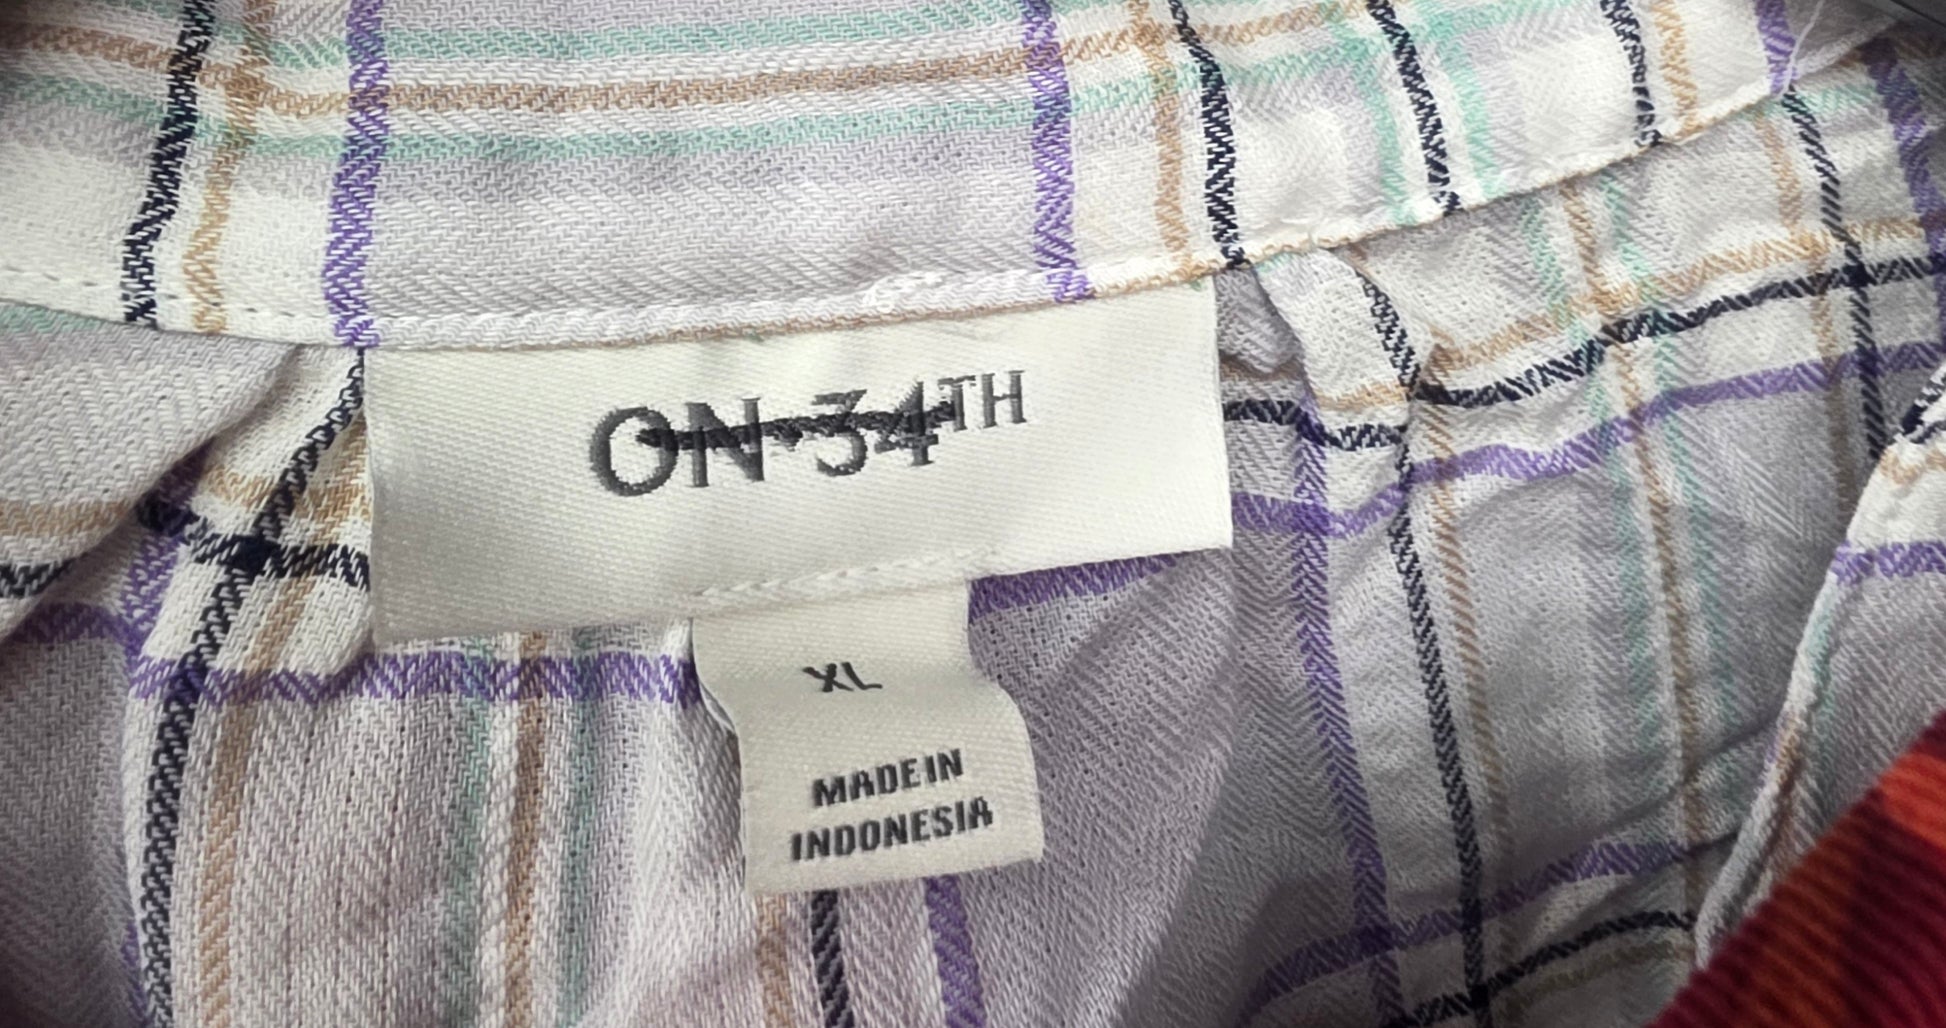 ON·34TH
XL
MADE IN
INDONESIA